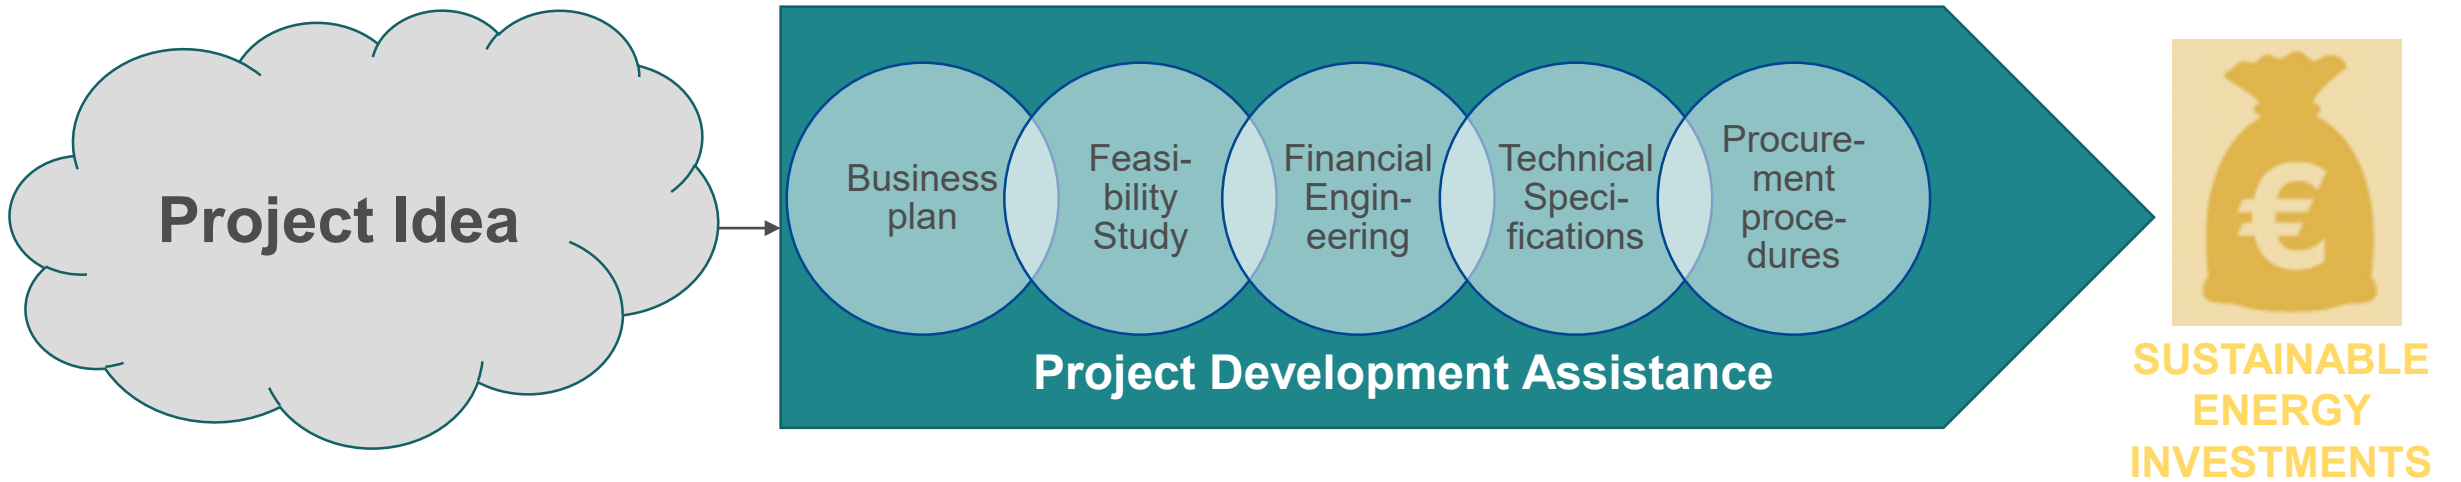 Project Idea
Business
plan
Feasi-
bility
Study
Financial
Engin-
eering
Technical
Speci-
fications
Procure-
ment
proce-
dures
Project Development Assistance
€
SUSTAINABLE
ENERGY
INVESTMENTS